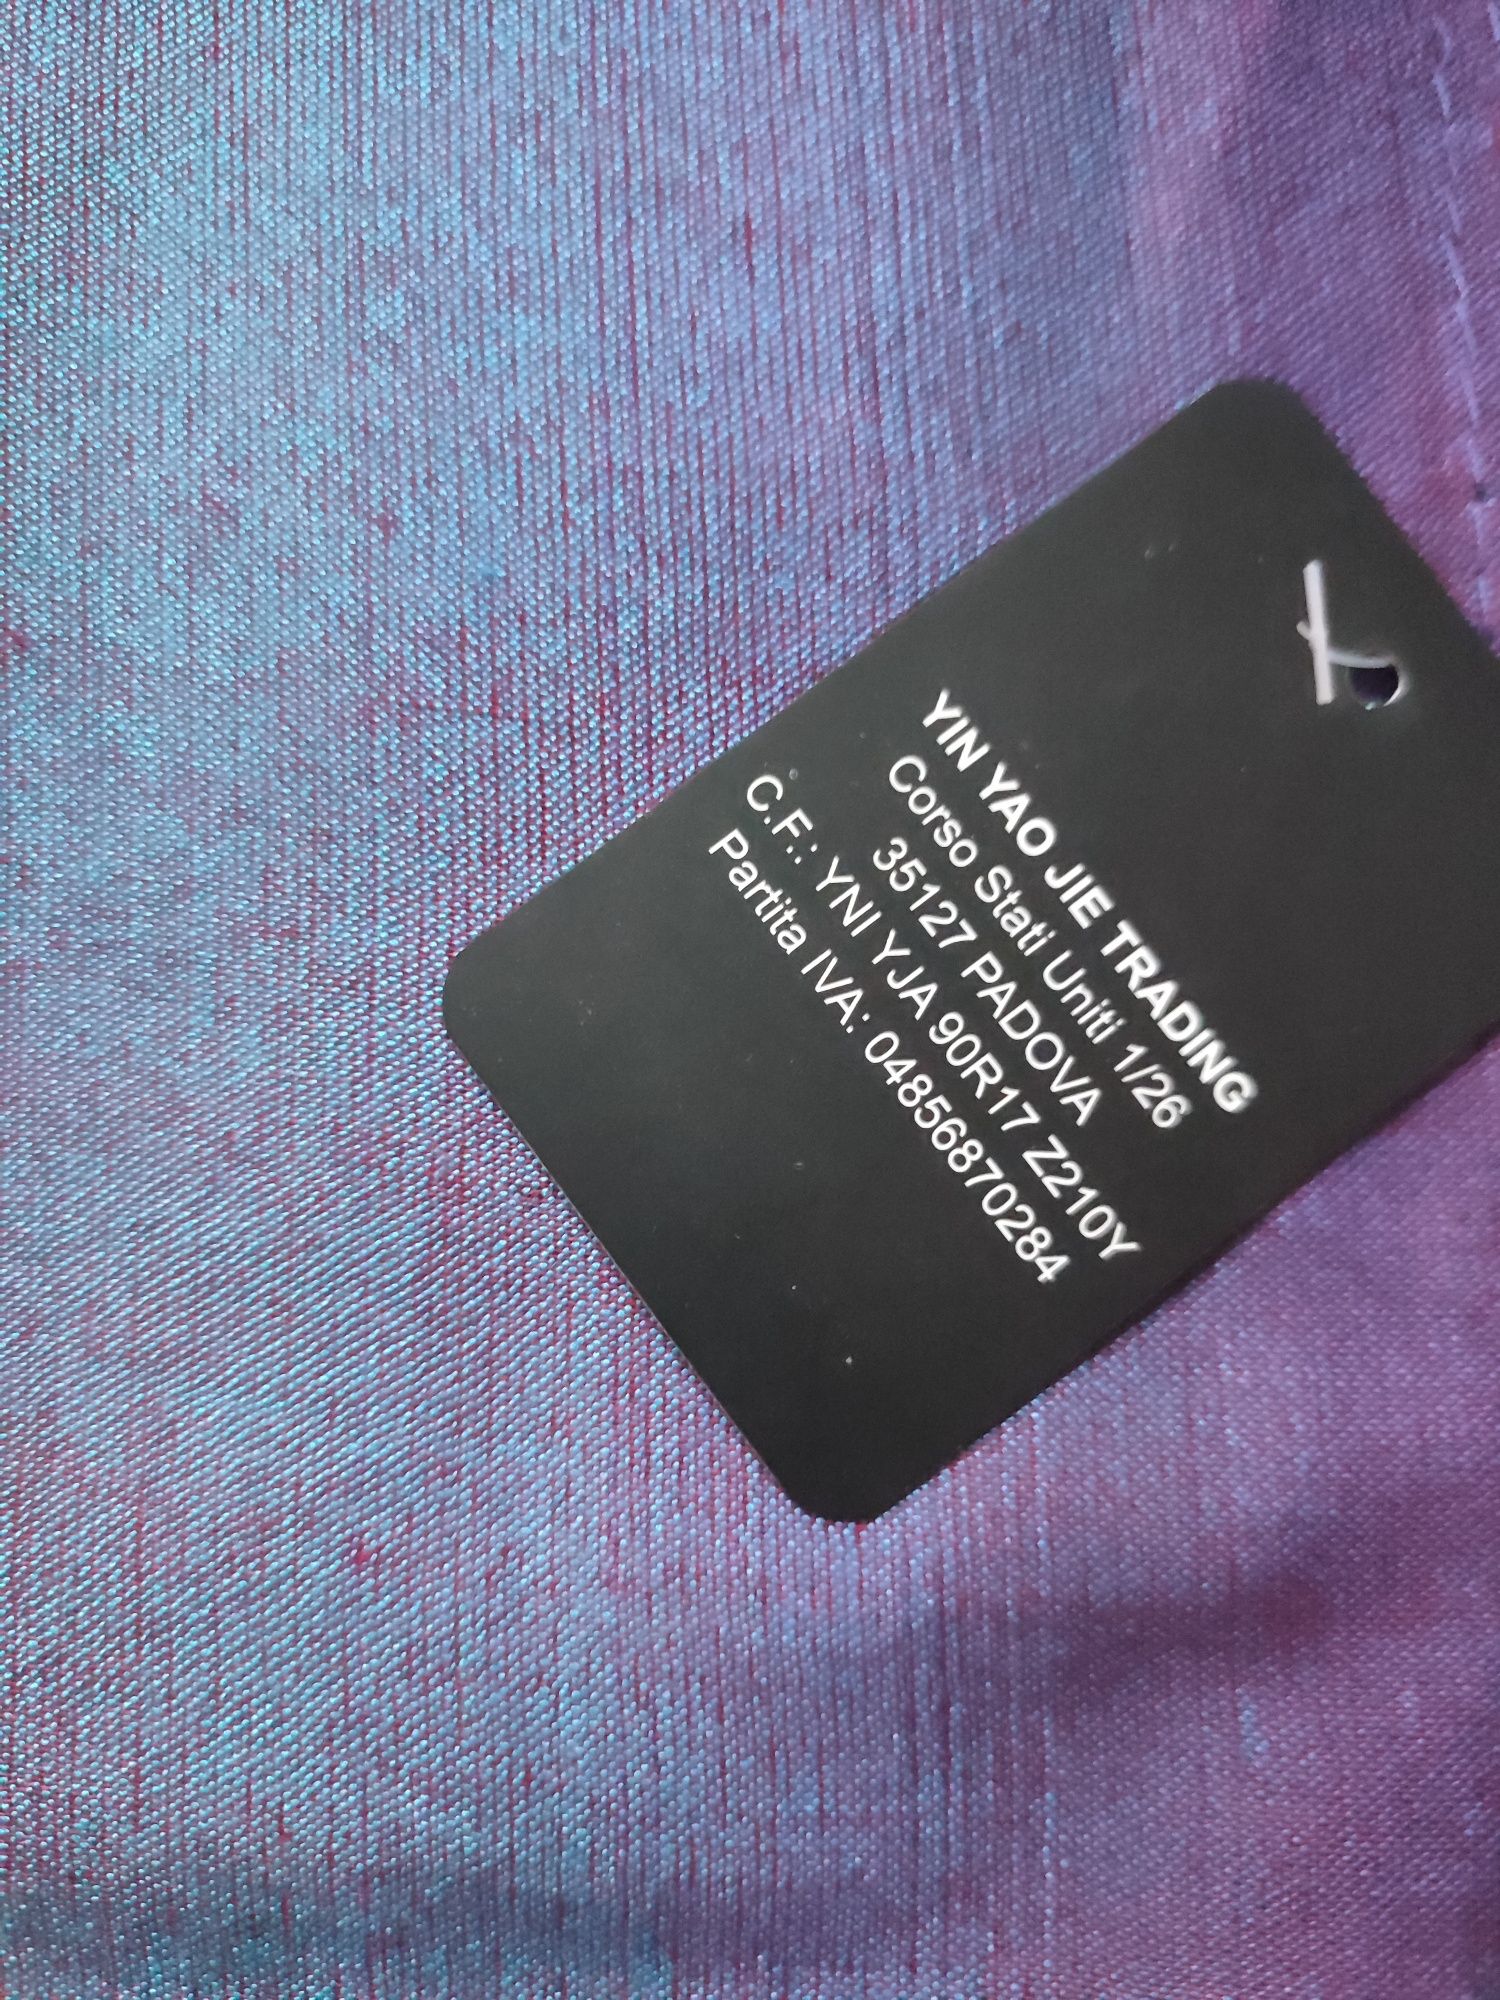 YIN YAO JIE TRADING
Corso Stati Uniti 1/26
35127 PADOVA
C.F.: YNI YJA 90R17 Z210Y
Partita IVA: 04856870284